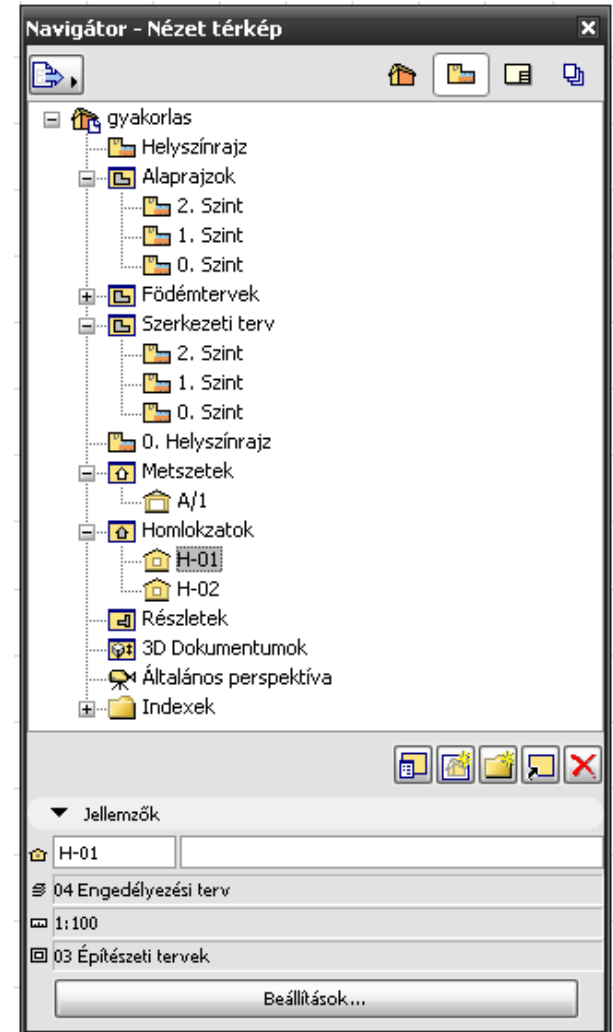 Navigátor - Nézet térkép
gyakorlas
Helyszínrajz
Alaprajzok
2. Szint
1. Szint
0. Szint
Födémtervek
Szerkezeti terv
2. Szint
1. Szint
0. Szint
0. Helyszínrajz
Metszetek
A/1
Homlokzatok
H-01
H-02
Részletek
3D Dokumentumok
Általános perspektíva
Indexek
Jellemzők
H-01
04 Engedélyezési terv
1:100
03 Építészeti tervek
Beállítások...